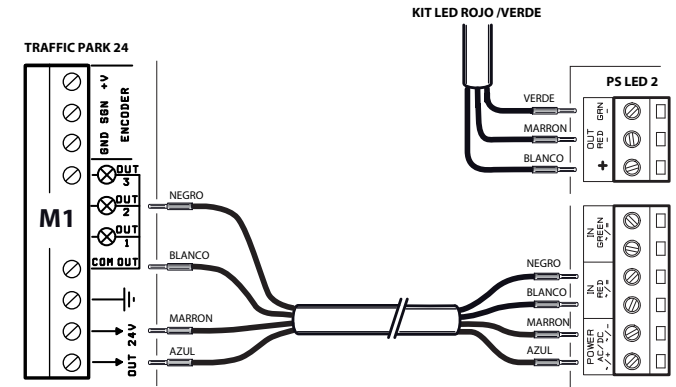 KIT LED ROJO /VERDE
TRAFFIC PARK 24
PS LED 2
M1
+V
SGN
GND
ENCODER
OUT 3
OUT 2
OUT 1
COM OUT
OUT 24V
NEGRO
BLANCO
MARRON
AZUL
VERDE
MARRON
BLANCO
NEGRO
BLANCO
MARRON
AZUL
OUT
GRN -
RED -
+
IN GREEN ~/=
IN RED ~/=
POWER AC/DC
~/+ ~/-